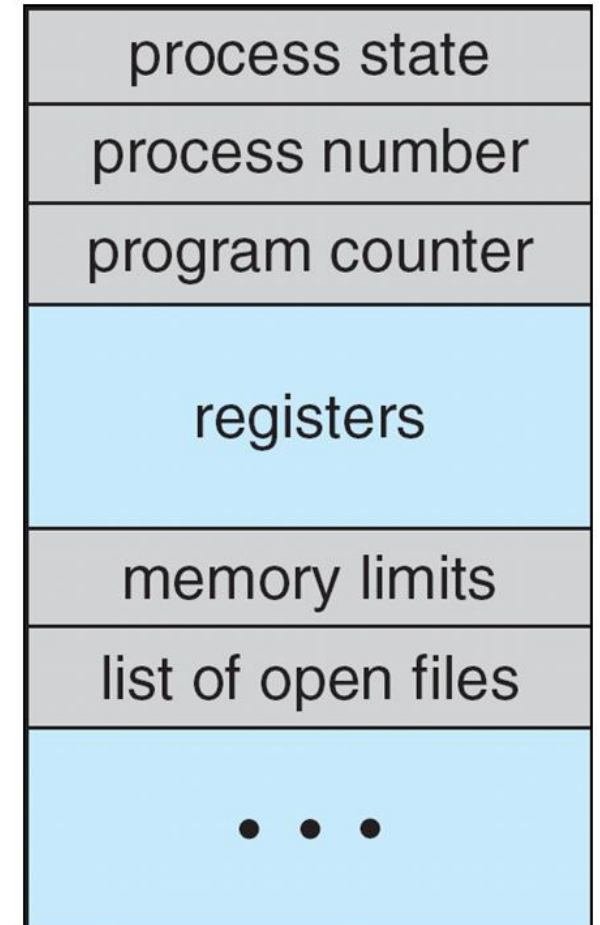 process state
process number
program counter
registers
memory limits
list of open files
• • •